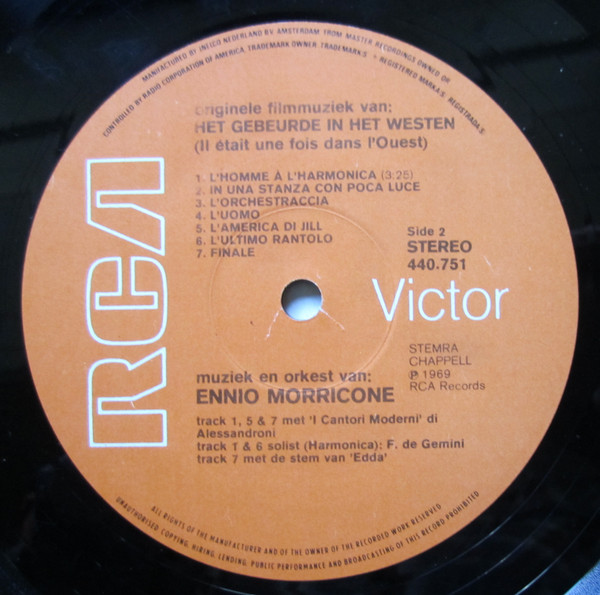 MANUFACTURED BY INELCO NEDERLAND B.V. AMSTERDAM FROM MASTER RECORDINGS OWNED OR
CONTROLLED BY RADIO CORPORATION OF AMERICA, TRADEMARK OWNER. TRADEMARKS: REGISTERED MARKA'S: REGISTRADAS:
originele filmmuziek van:
HET GEBEURDE IN HET WESTEN
(Il était une fois dans l'Ouest)
1. L'HOMME À L'HARMONICA (3:25)
2. IN UNA STANZA CON POCA LUCE
3. L'ORCHESTRACCIA
4. L'UOMO
5. L'AMERICA DI JILL
6. L'ULTIMO RANTOLO
7. FINALE
Side 2
STEREO
440.751
RCA
Victor
STEMRA
CHAPPELL
℗ 1969
RCA Records
muziek en orkest van:
ENNIO MORRICONE
track 1, 5 & 7 met 'I Cantori Moderni' di
Alessandroni
track 1 & 6 solist (Harmonica): F. de Gemini
track 7 met de stem van 'Edda'
ALL RIGHTS OF THE MANUFACTURER AND OF THE OWNER OF THE RECORDED WORK RESERVED
UNAUTHORISED COPYING, HIRING, LENDING, PUBLIC PERFORMANCE AND BROADCASTING OF THIS RECORD PROHIBITED